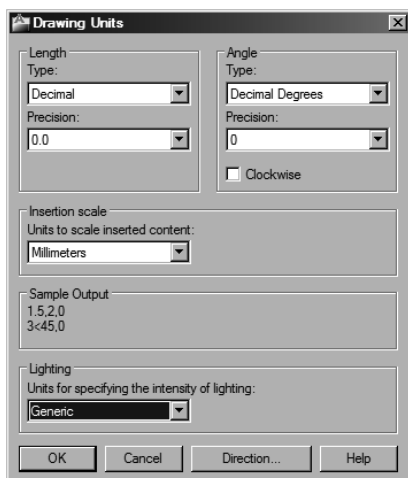 Drawing Units
Length
Type:
Decimal
Precision:
0.0
Angle
Type:
Decimal Degrees
Precision:
0
Clockwise
Insertion scale
Units to scale inserted content:
Millimeters
Sample Output
1.5,2,0
3<45,0
Lighting
Units for specifying the intensity of lighting:
Generic
OK Cancel Direction... Help